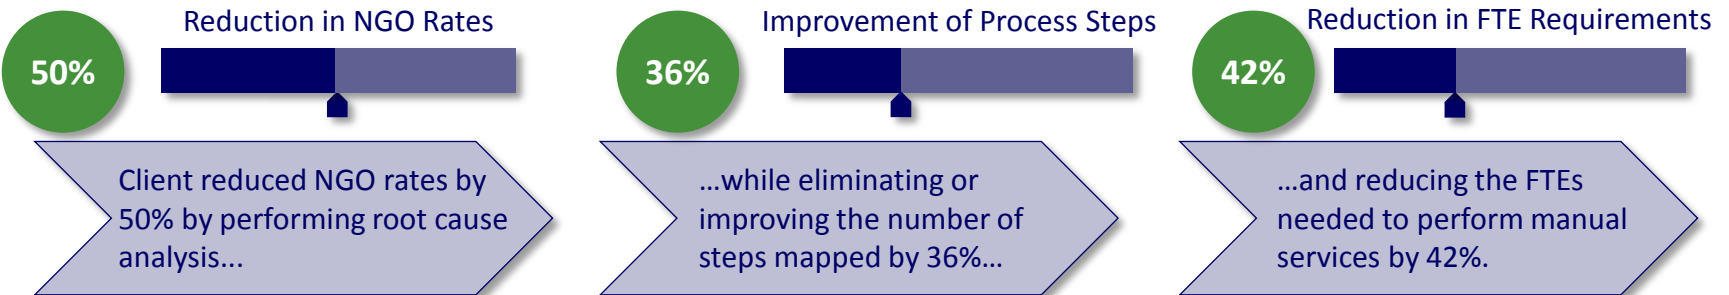 Reduction in NGO Rates
50%
Client reduced NGO rates by
50% by performing root cause
analysis...
Improvement of Process Steps
36%
...while eliminating or
improving the number of
steps mapped by 36%...
Reduction in FTE Requirements
42%
...and reducing the FTEs
needed to perform manual
services by 42%.